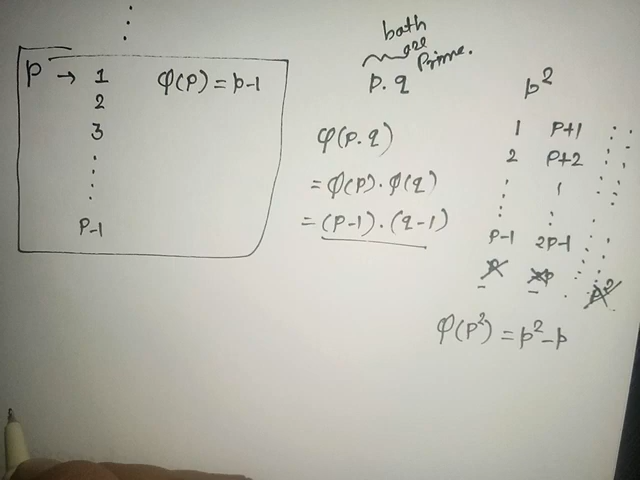 p → 1 φ(p) = p-1
2
3
p-1
both
are
Prime.
p. q
φ(p. q)
= φ(p). φ(q)
= (p-1). (q-1)
p²
1 p+1
2 p+2
p-1 2p-1
p 2p p²
φ(p²) = p²-p